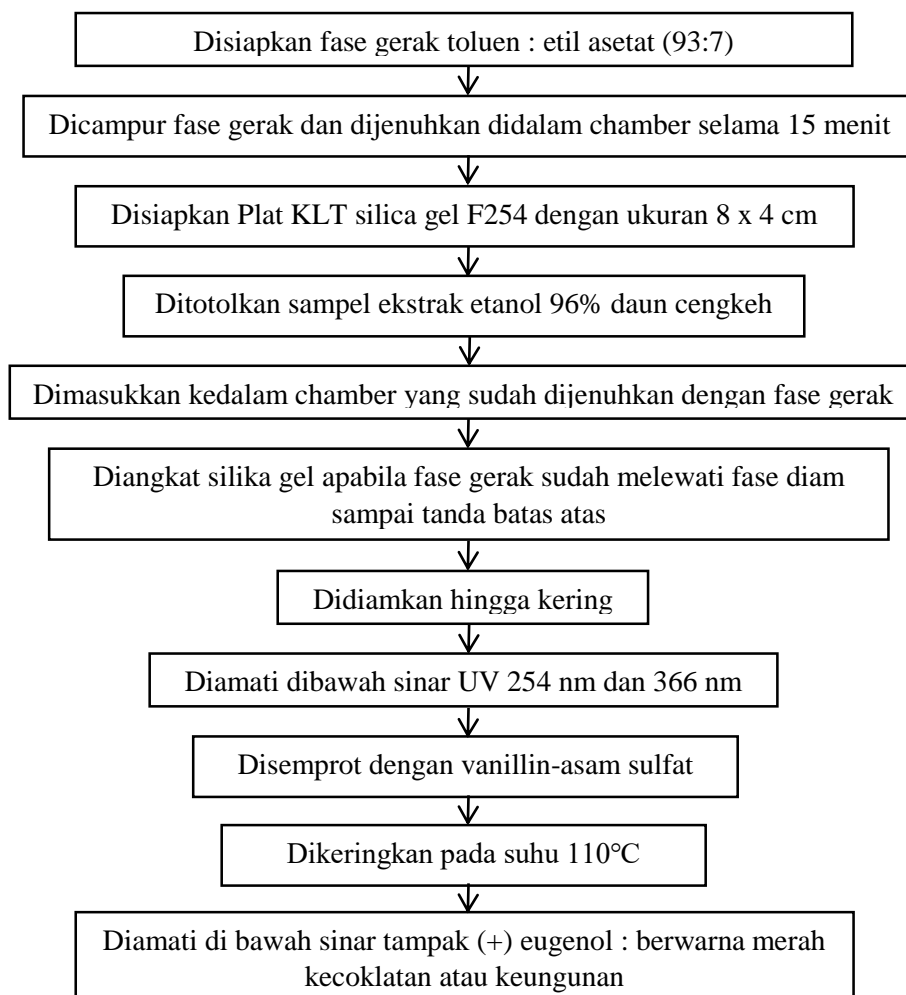 Disiapkan fase gerak toluen : etil asetat (93:7)
Dicampur fase gerak dan dijenuhkan didalam chamber selama 15 menit
Disiapkan Plat KLT silica gel F254 dengan ukuran 8 x 4 cm
Ditotolkan sampel ekstrak etanol 96% daun cengkeh
Dimasukkan kedalam chamber yang sudah dijenuhkan dengan fase gerak
Diangkat silika gel apabila fase gerak sudah melewati fase diam
sampai tanda batas atas
Didiamkan hingga kering
Diamati dibawah sinar UV 254 nm dan 366 nm
Disemprot dengan vanillin-asam sulfat
Dikeringkan pada suhu 110°C
Diamati di bawah sinar tampak (+) eugenol : berwarna merah
kecoklatan atau keungunan